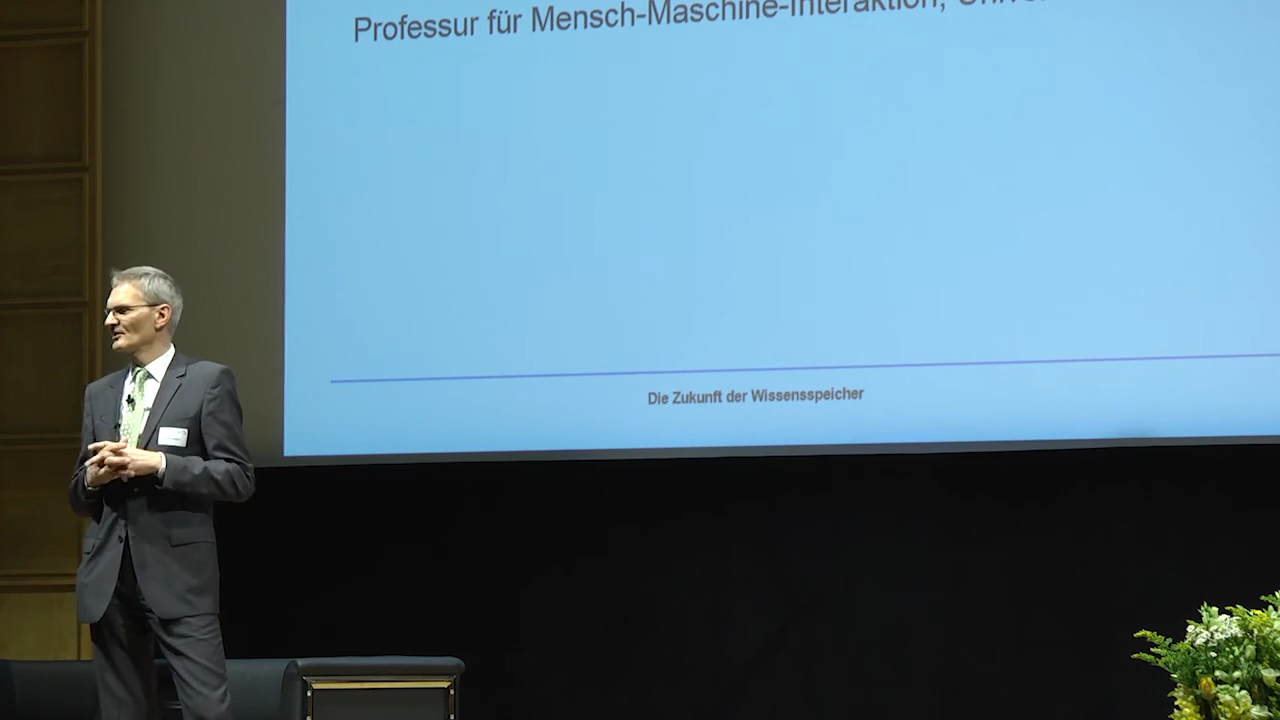 Professur für Mensch-Maschine-Interaktion,
Die Zukunft der Wissensspeicher